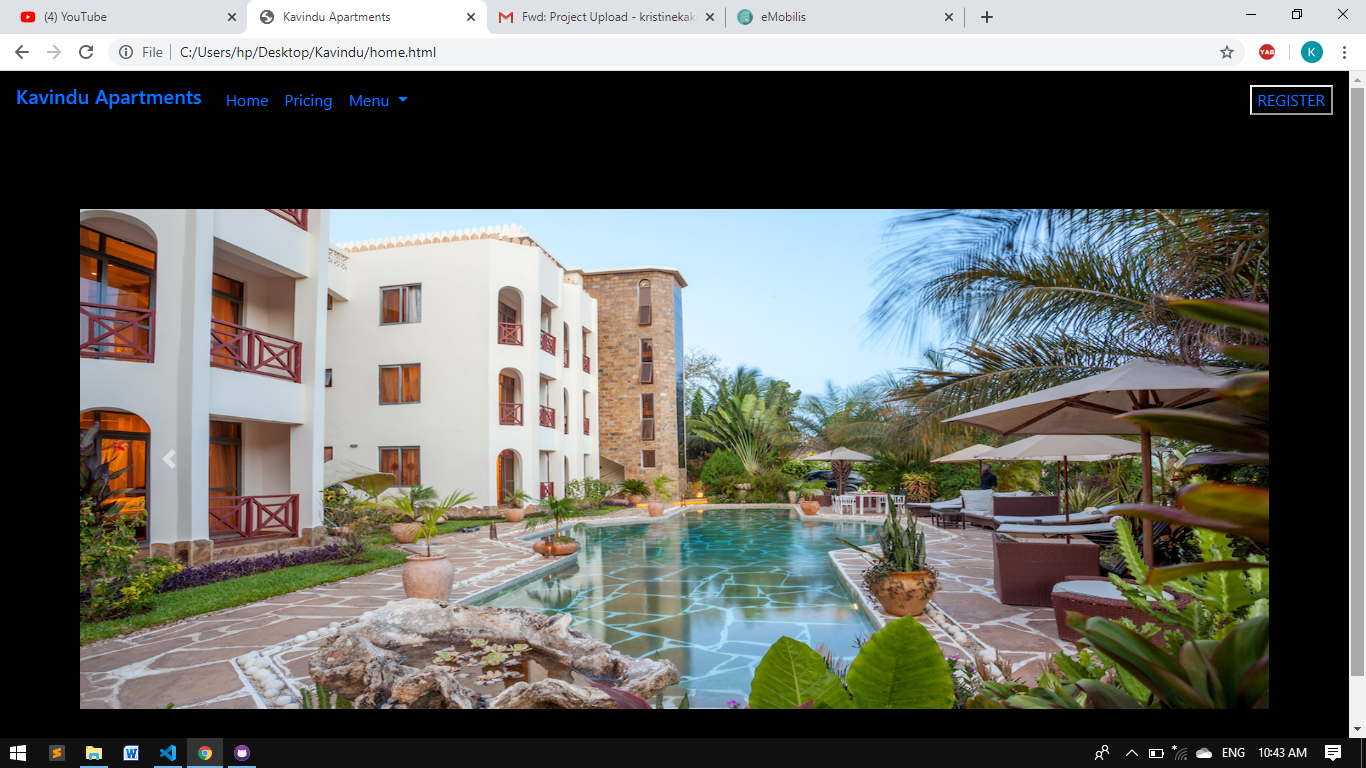 (4) YouTube
Kavindu Apartments
Fwd: Project Upload - kristinekak
eMobilis
File
C:/Users/hp/Desktop/Kavindu/home.html
YAB
K
Kavindu Apartments
Home
Pricing
Menu
REGISTER
ENG
10:43 AM